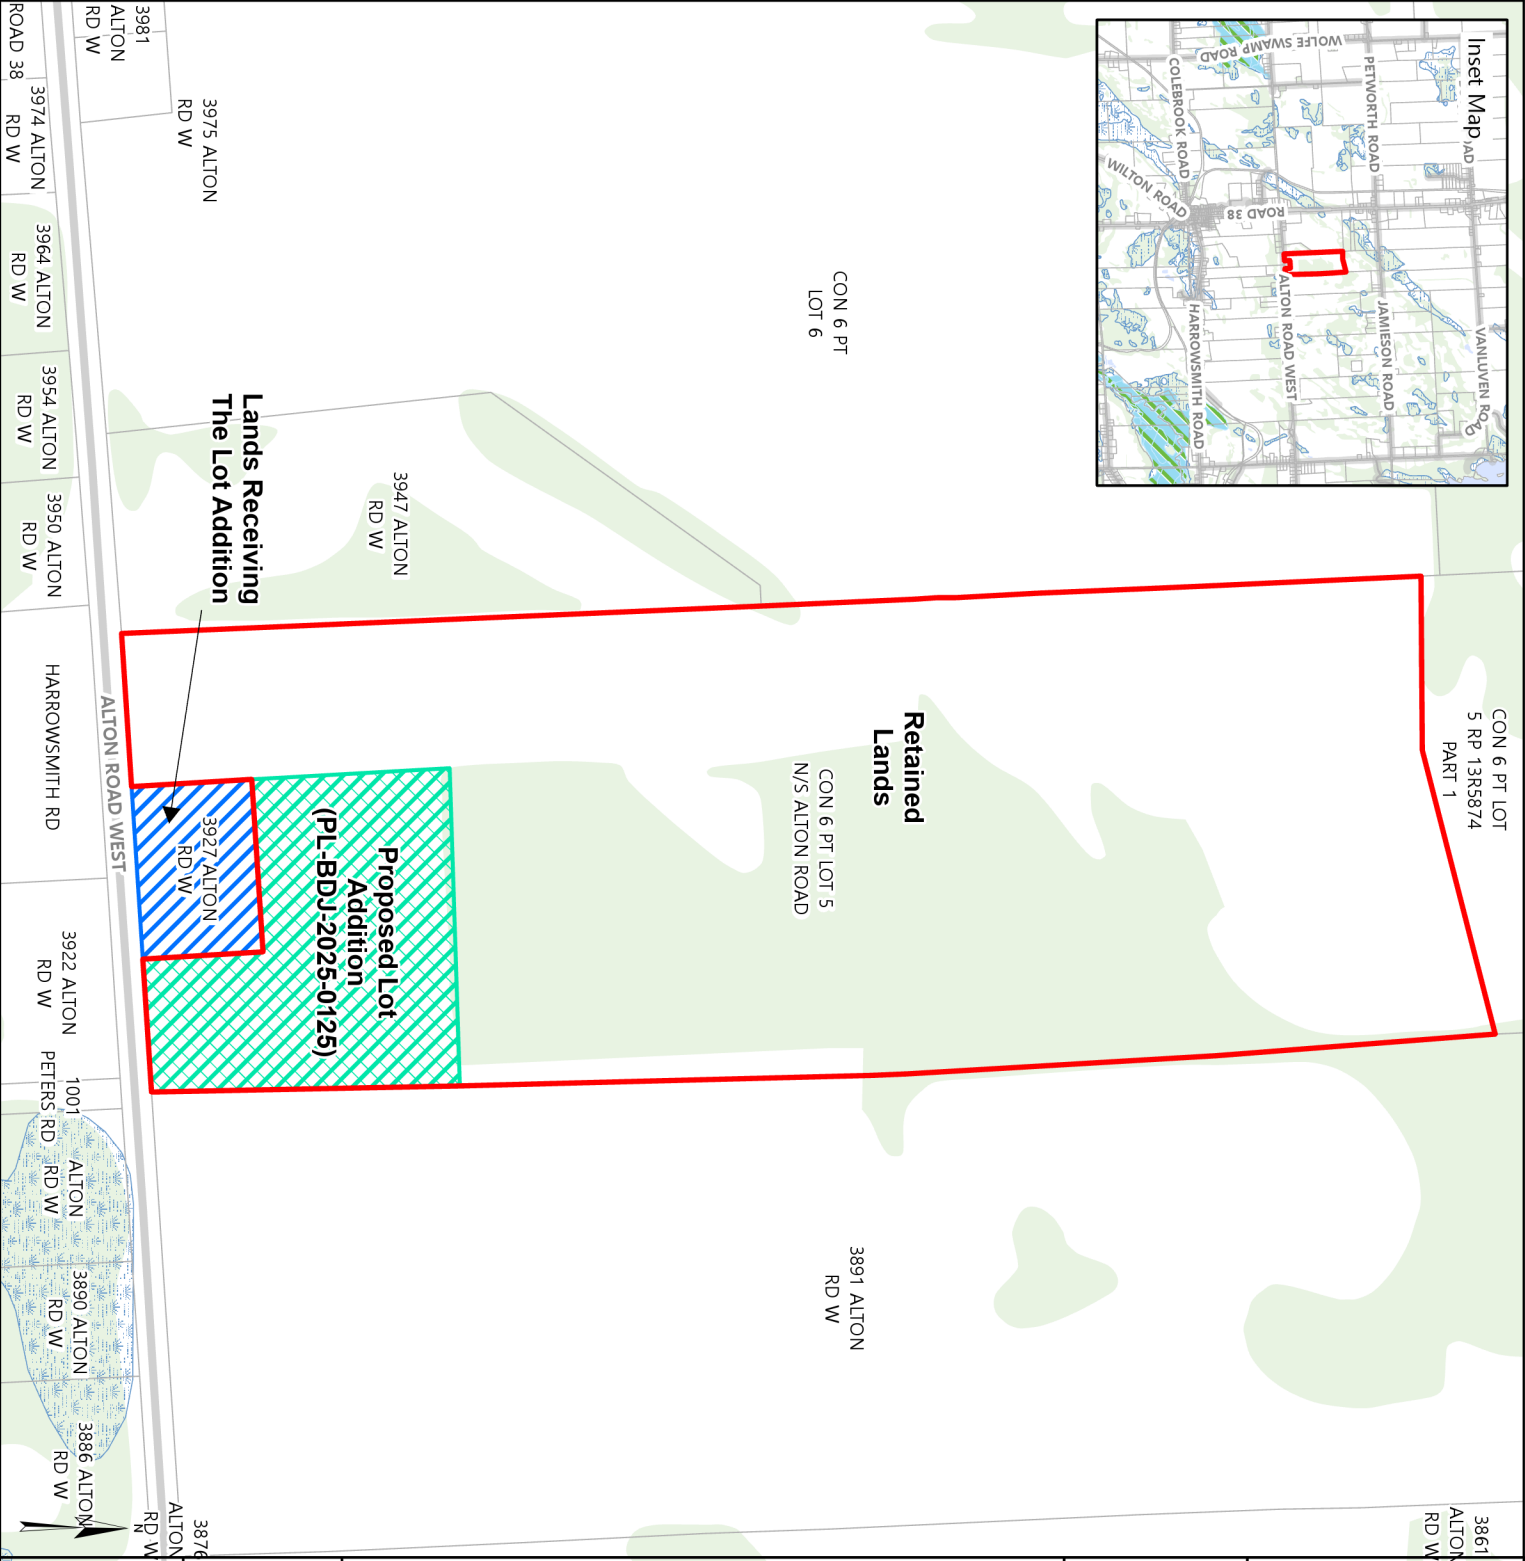 Inset Map
WOLFE SWAMP ROAD
PETWORTH ROAD
COLEBROOK ROAD
WILTON ROAD
ROAD 38
VANLUVEN RO
AD
JAMIESON ROAD
ALTON ROAD WEST
HARROWSMITH ROAD
CON 6 PT LOT
5 RP 13R5874
PART 1
3861
ALTON
RD W
CON 6 PT
LOT 6
Retained
Lands
CON 6 PT LOT 5
N/S ALTON ROAD
3891 ALTON
RD W
3947 ALTON
RD W
Proposed Lot
Addition
(PL-BDJ-2025-0125)
Lands Receiving
The Lot Addition
3927 ALTON
RD W
3981
ALTON
RD W
3975 ALTON
RD W
ALTON ROAD WEST
3876
ALTON
RD W
ROAD 38
3974 ALTON
RD W
3964 ALTON
RD W
3954 ALTON
RD W
3950 ALTON
RD W
HARROWSMITH RD
3922 ALTON
RD W
1001
PETERS RD
ALTON
RD W
3890 ALTON
RD W
3886 ALTON
RD W
N